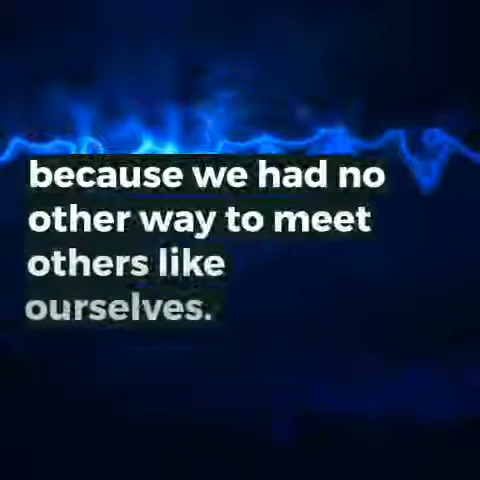 because we had no
other way to meet
others like
ourselves.